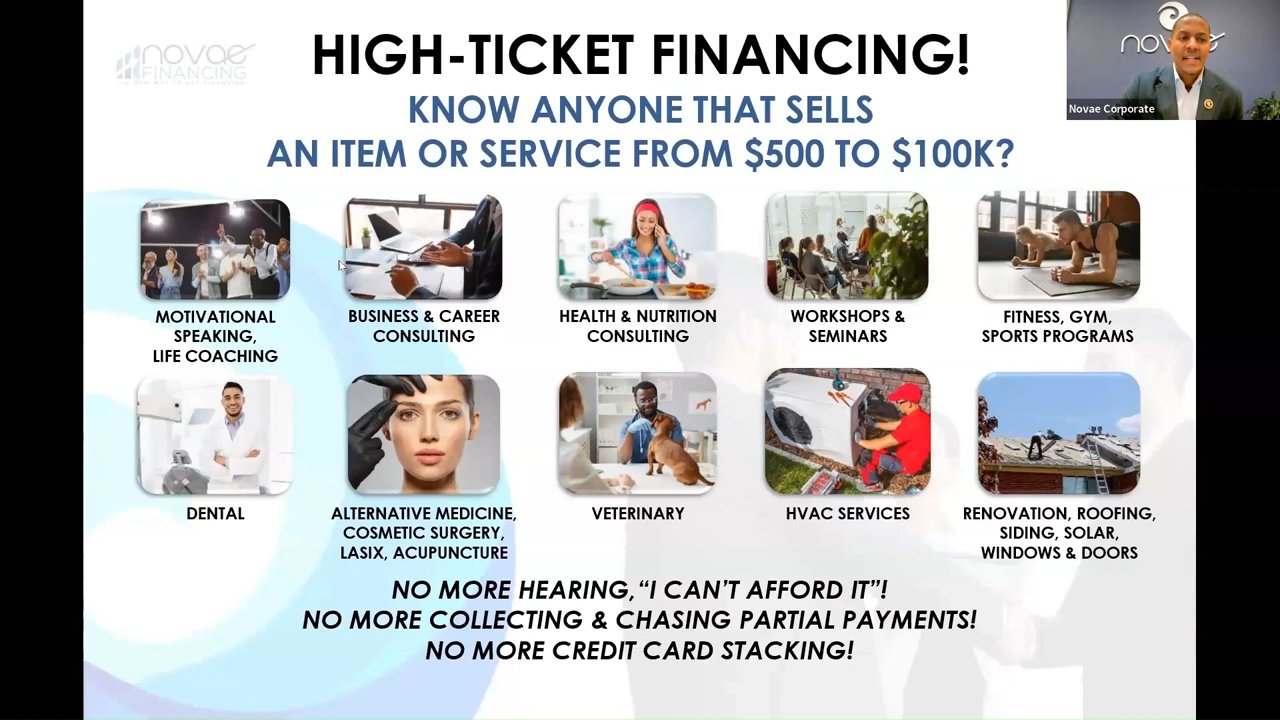 novae
FINANCING
HIGH-TICKET FINANCING!
KNOW ANYONE THAT SELLS
AN ITEM OR SERVICE FROM $500 TO $100K?
novae
Novae Corporate
MOTIVATIONAL
SPEAKING,
LIFE COACHING
BUSINESS & CAREER
CONSULTING
HEALTH & NUTRITION
CONSULTING
WORKSHOPS &
SEMINARS
FITNESS, GYM,
SPORTS PROGRAMS
DENTAL
ALTERNATIVE MEDICINE,
COSMETIC SURGERY,
LASIX, ACUPUNCTURE
VETERINARY
HVAC SERVICES
RENOVATION, ROOFING,
SIDING, SOLAR,
WINDOWS & DOORS
NO MORE HEARING,“I CAN’T AFFORD IT”!
NO MORE COLLECTING & CHASING PARTIAL PAYMENTS!
NO MORE CREDIT CARD STACKING!